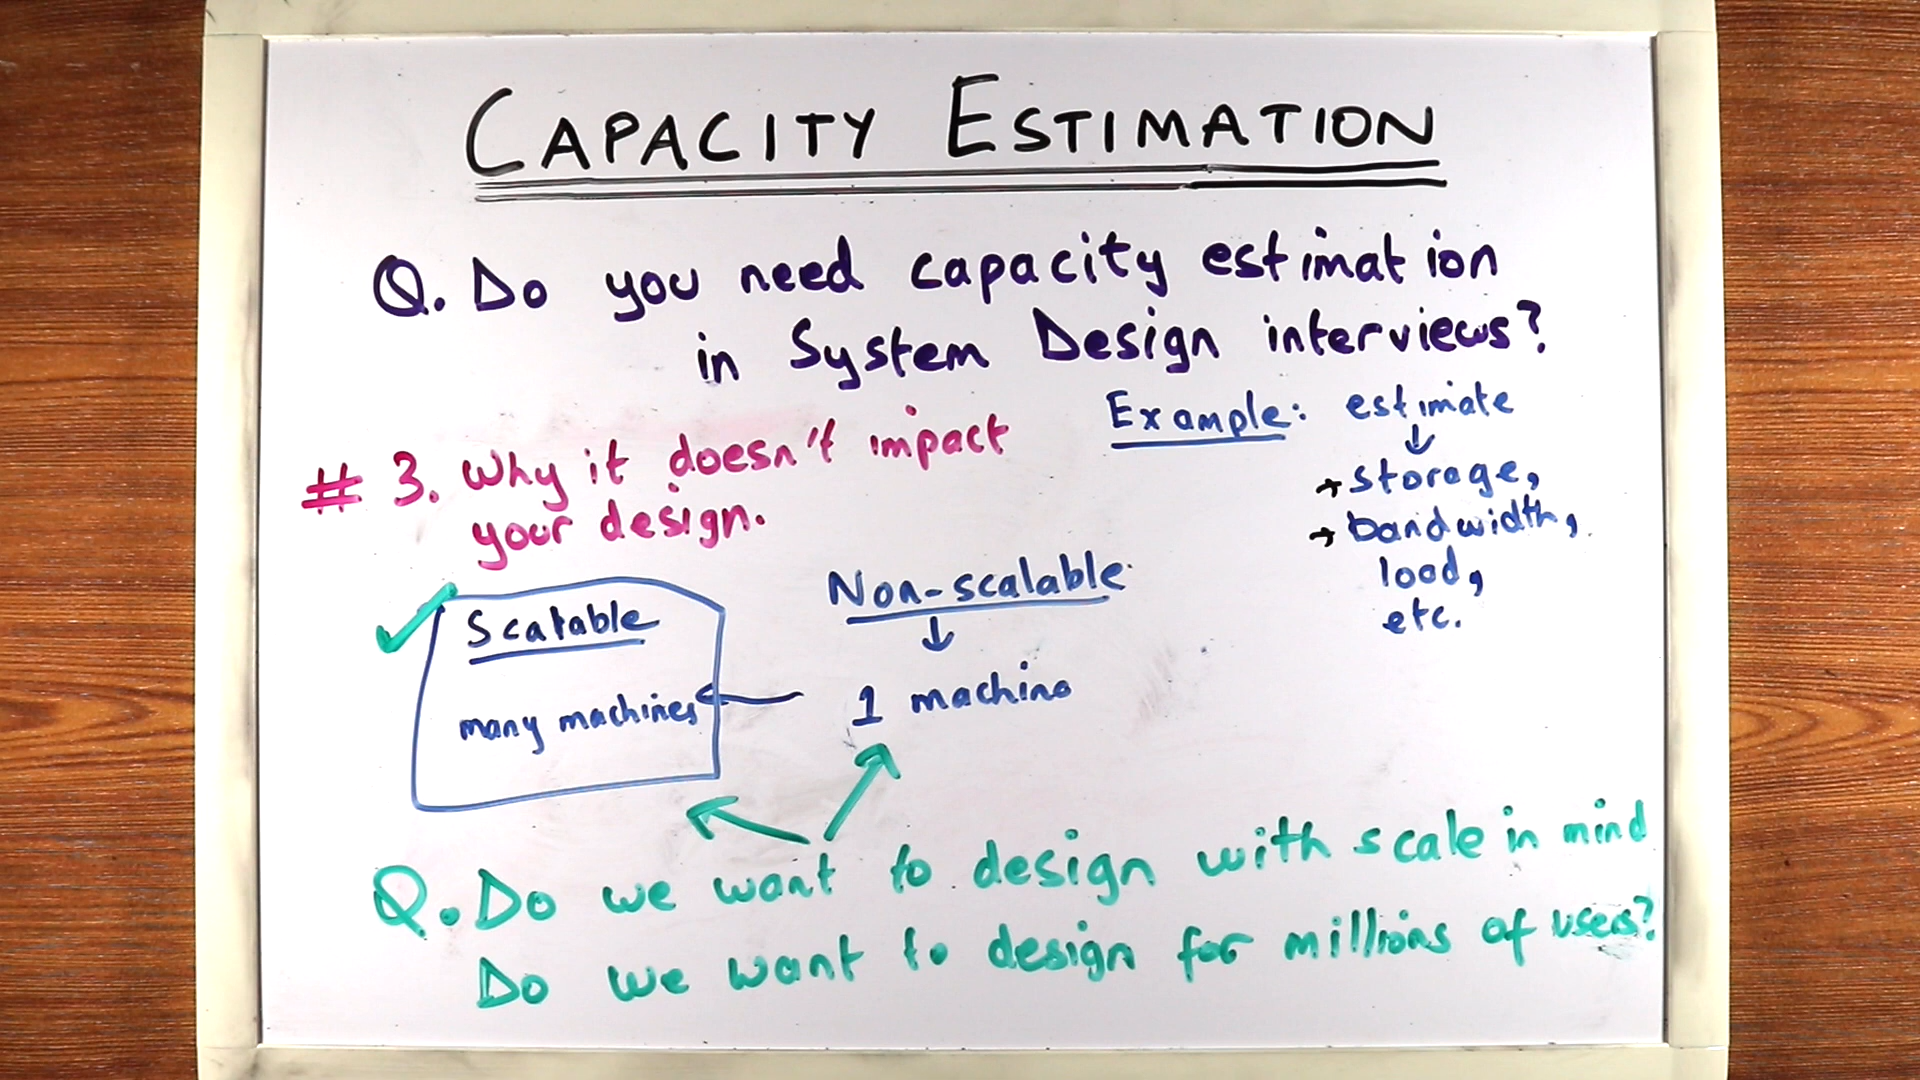 CAPACITY ESTIMATION
Q. Do you need capacity estimation
in System Design interviews?
Example: estimate
↓
→ storage,
→ bandwidth,
load,
etc.
# 3. Why it doesn't impact
your design.
Scalable
many machines
Non-scalable
↓
1 machine
Q. Do we want to design with scale in mind
Do we want to design for millions of users?